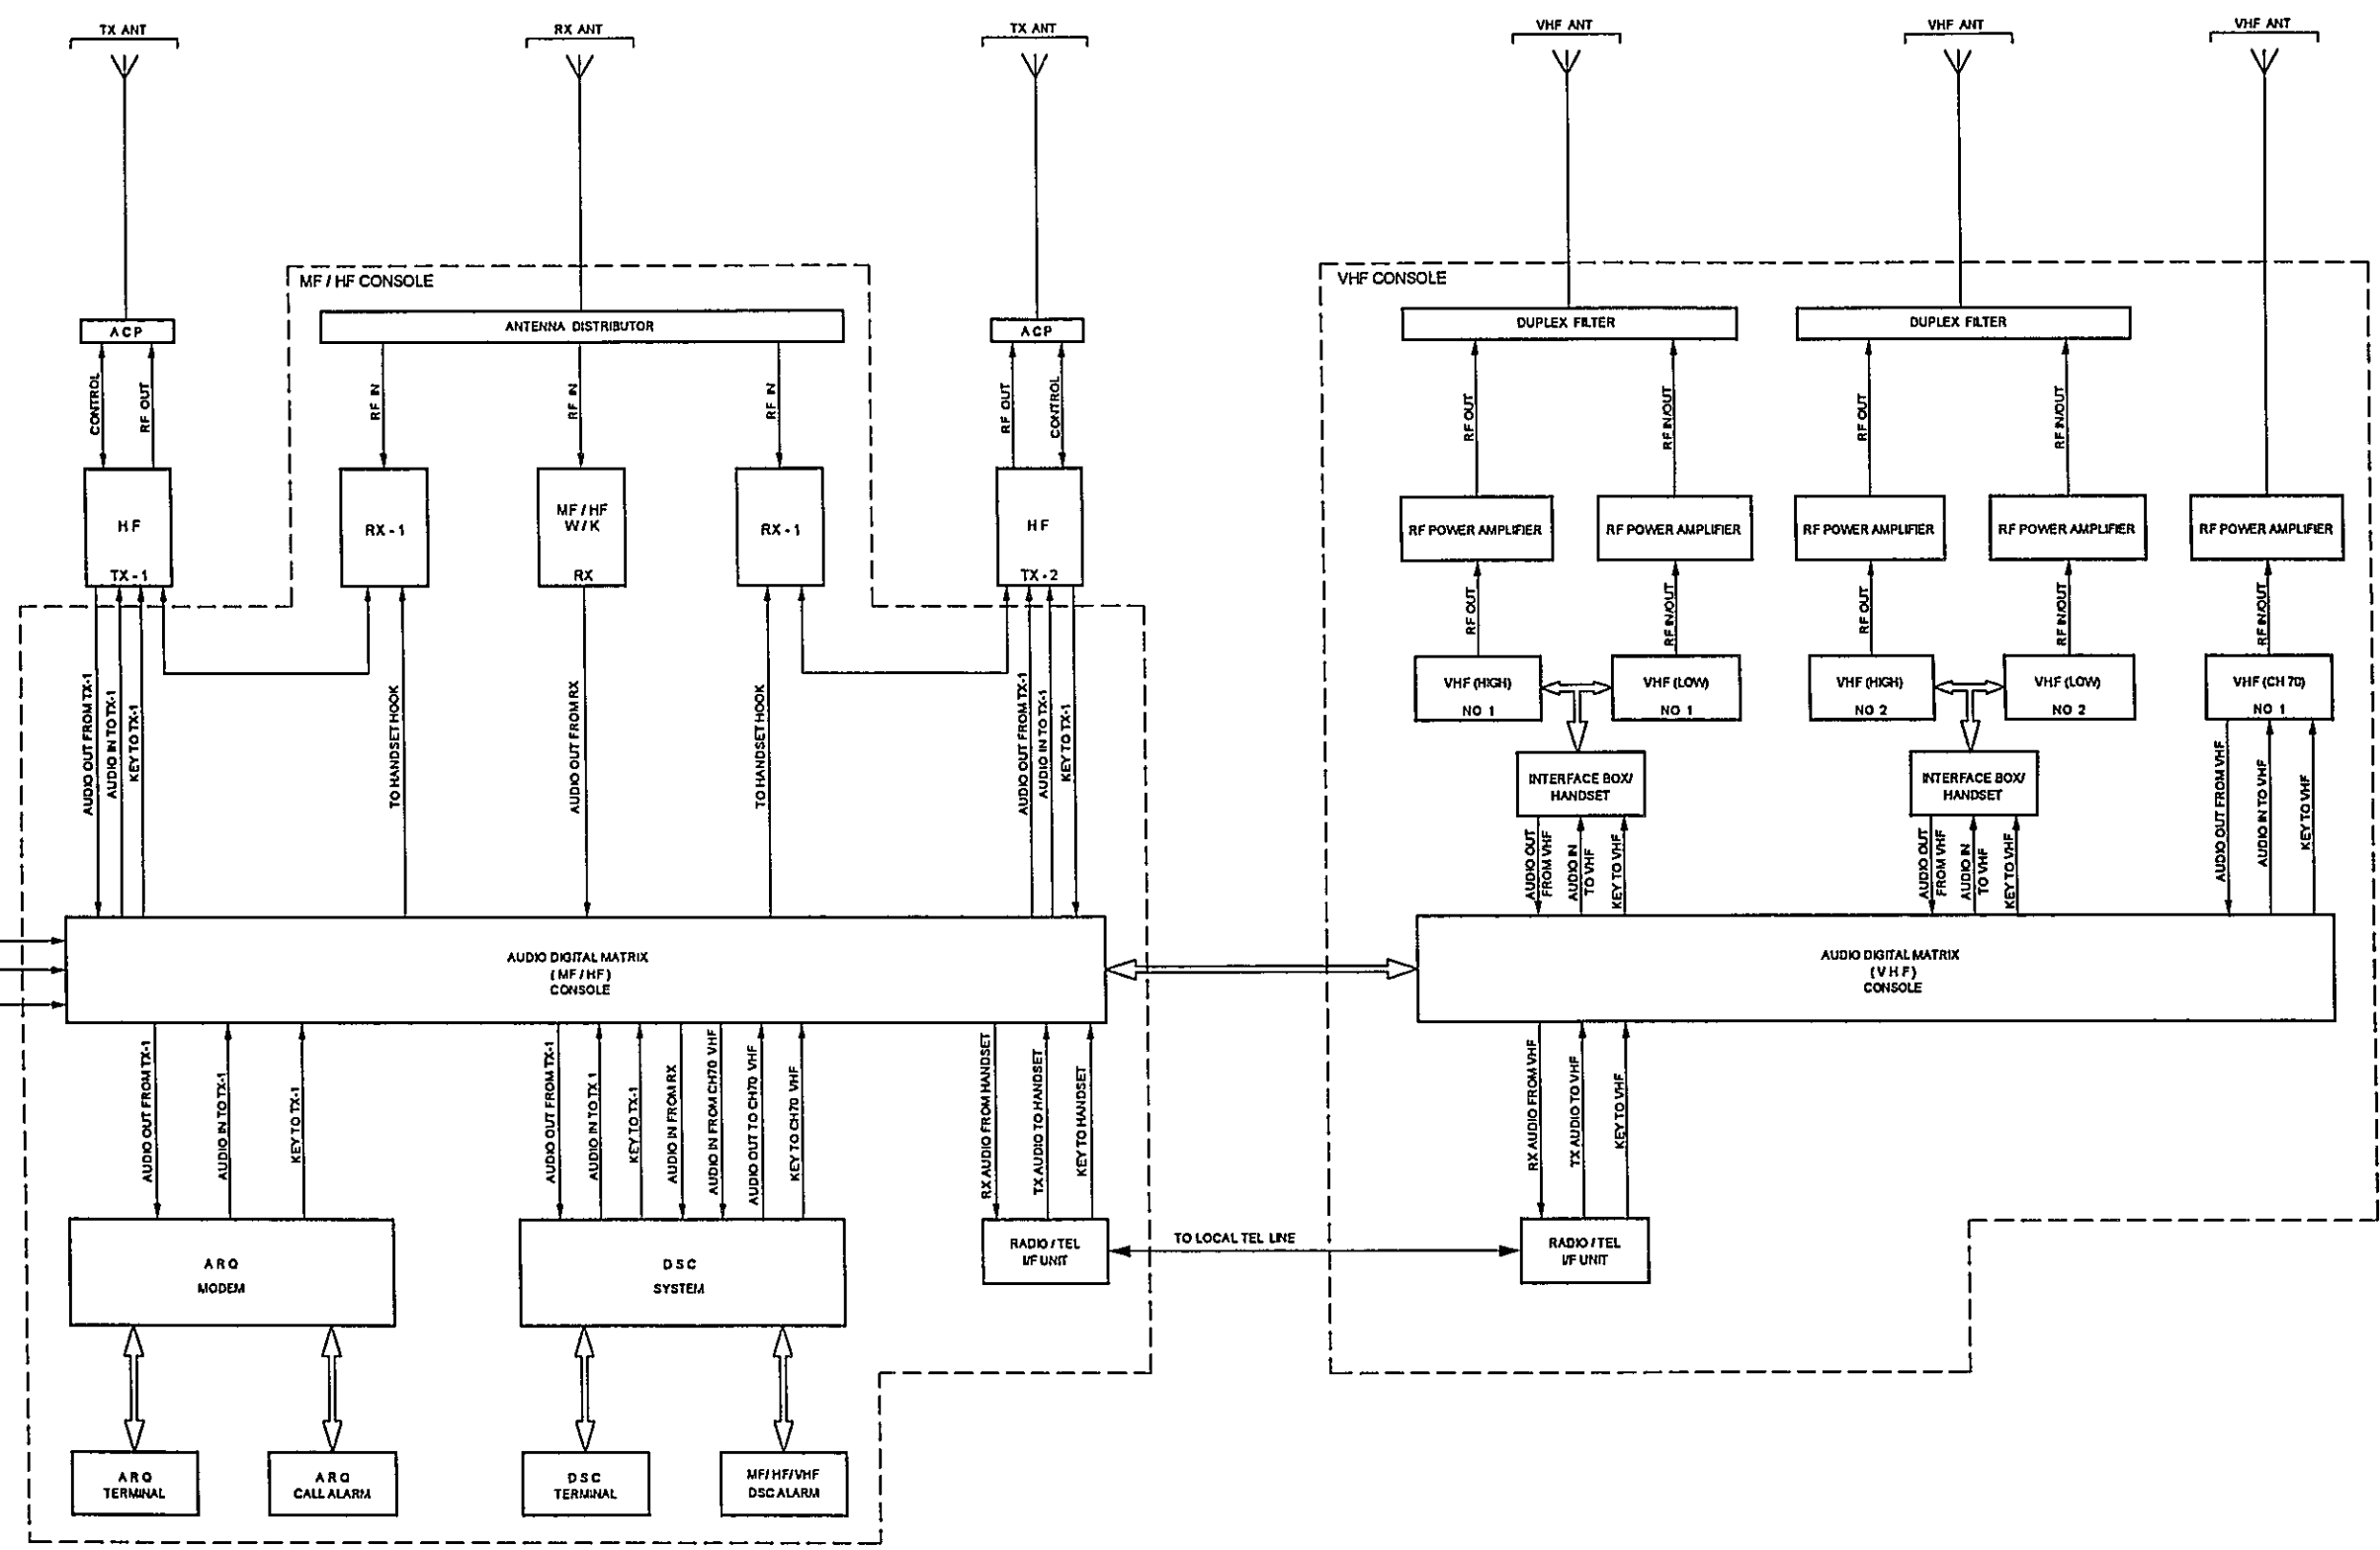 TX ANT
RX ANT
TX ANT
VHF ANT
VHF ANT
VHF ANT
MF / HF CONSOLE
VHF CONSOLE
ACP
ANTENNA DISTRIBUTOR
ACP
DUPLEX FILTER
DUPLEX FILTER
CONTROL
RF OUT
RF IN
RF IN
RF IN
RF OUT
CONTROL
RF OUT
RF IN/OUT
RF OUT
RF IN/OUT
HF
TX - 1
RX - 1
MF / HF
W / K
RX
RX - 1
HF
TX - 2
RF POWER AMPLIFIER
RF POWER AMPLIFIER
RF POWER AMPLIFIER
RF POWER AMPLIFIER
RF POWER AMPLIFIER
RF OUT
RF IN/OUT
RF OUT
RF IN/OUT
RF IN/OUT
VHF (HIGH)
NO 1
VHF (LOW)
NO 1
VHF (HIGH)
NO 2
VHF (LOW)
NO 2
VHF (CH 70)
NO 1
AUDIO OUT FROM TX-1
AUDIO IN TO TX-1
KEY TO TX-1
TO HANDSET HOOK
AUDIO OUT FROM RX
TO HANDSET HOOK
AUDIO OUT FROM TX-1
AUDIO IN TO TX-1
KEY TO TX-1
INTERFACE BOX/
HANDSET
INTERFACE BOX/
HANDSET
AUDIO OUT
FROM VHF
AUDIO IN
TO VHF
KEY TO VHF
AUDIO OUT
FROM VHF
AUDIO IN
TO VHF
KEY TO VHF
AUDIO OUT FROM VHF
AUDIO IN TO VHF
KEY TO VHF
AUDIO DIGITAL MATRIX
( MF / HF )
CONSOLE
AUDIO DIGITAL MATRIX
( V H F )
CONSOLE
AUDIO OUT FROM TX-1
AUDIO IN TO TX-1
KEY TO TX-1
AUDIO OUT FROM TX-1
AUDIO IN TO TX 1
KEY TO TX-1
AUDIO IN FROM RX
AUDIO IN FROM CH70 VHF
AUDIO OUT TO CH70 VHF
KEY TO CH70 VHF
RX AUDIO FROM HANDSET
TX AUDIO TO HANDSET
KEY TO HANDSET
RX AUDIO FROM VHF
TX AUDIO TO VHF
KEY TO VHF
ARQ
MODEM
DSC
SYSTEM
RADIO / TEL
I/F UNIT
TO LOCAL TEL LINE
RADIO / TEL
I/F UNIT
ARQ
TERMINAL
ARQ
CALL ALARM
DSC
TERMINAL
MF/ HF/ VHF
DSC ALARM